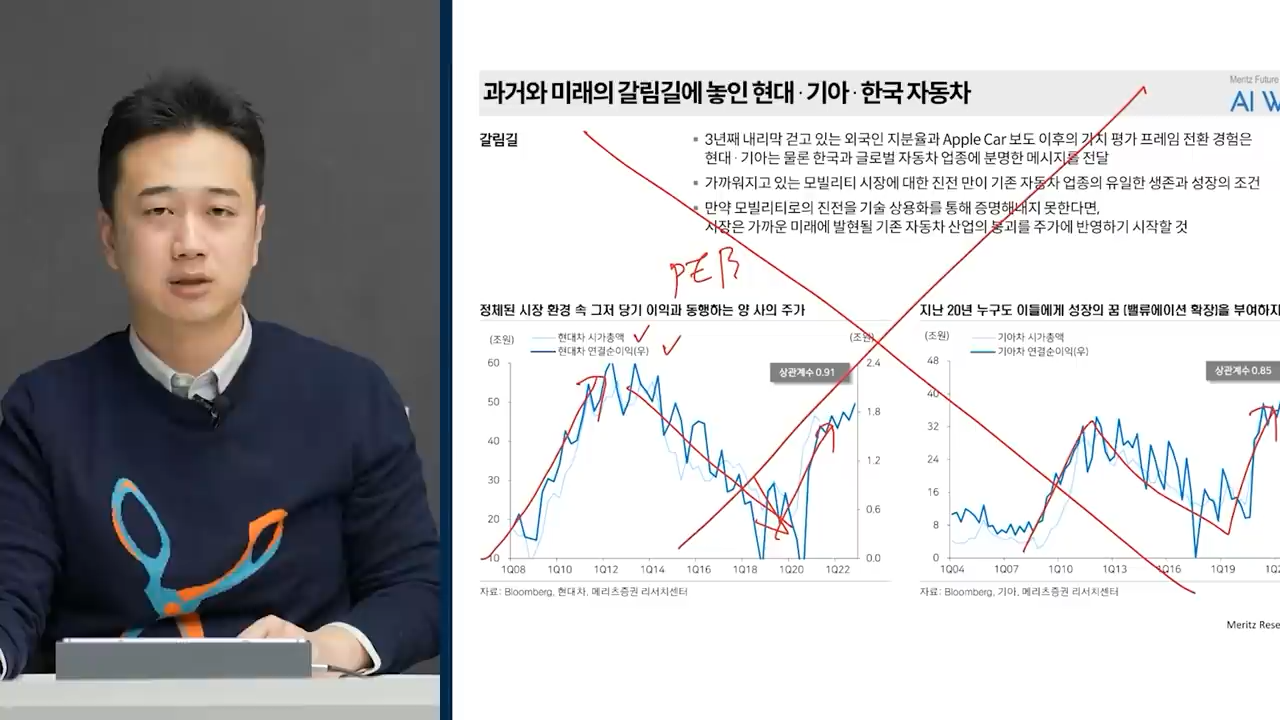 과거와 미래의 갈림길에 놓인 현대·기아·한국 자동차
Meritz Future
AI W
갈림길
▪ 3년째 내리막 걷고 있는 외국인 지분율과 Apple Car 보도 이후의 가치 평가 프레임 전환 경험은
현대·기아는 물론 한국과 글로벌 자동차 업종에 분명한 메시지를 전달
▪ 가까워지고 있는 모빌리티 시장에 대한 진전 만이 기존 자동차 업종의 유일한 생존과 성장의 조건
▪ 만약 모빌리티로의 진전을 기술 상용화를 통해 증명해내지 못한다면,
시장은 가까운 미래에 발현될 기존 자동차 산업의 붕괴를 주가에 반영하기 시작할 것
정체된 시장 환경 속 그저 당기 이익과 동행하는 양 사의 주가
(조원)
현대차 시가총액
현대차 연결순이익(우)
(조원)
상관계수 0.91
60
50
40
30
20
10
2.4
1.8
1.2
0.6
0.0
1Q08 1Q10 1Q12 1Q14 1Q16 1Q18 1Q20 1Q22
자료: Bloomberg, 현대차, 메리츠증권 리서치센터
지난 20년 누구도 이들에게 성장의 꿈 (밸류에이션 확장)을 부여하지
(조원)
기아차 시가총액
기아차 연결순이익(우)
상관계수 0.85
48
40
32
24
16
8
0
1Q04 1Q07 1Q10 1Q13 1Q16 1Q19 1Q2
자료: Bloomberg, 기아, 메리츠증권 리서치센터
Meritz Rese